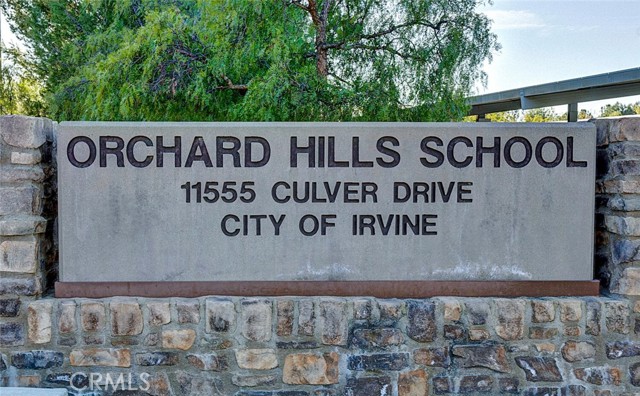 ORCHARD HILLS SCHOOL
11555 CULVER DRIVE
CITY OF IRVINE
CRMLS